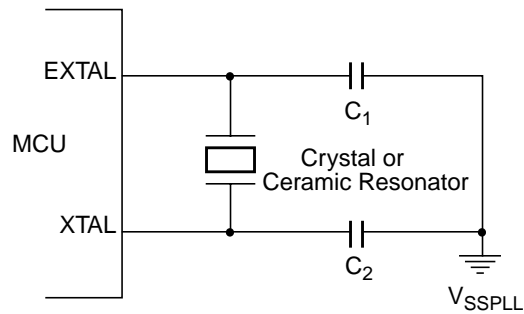 EXTAL
C1
MCU
Crystal or
Ceramic Resonator
XTAL
C2
VSSPLL